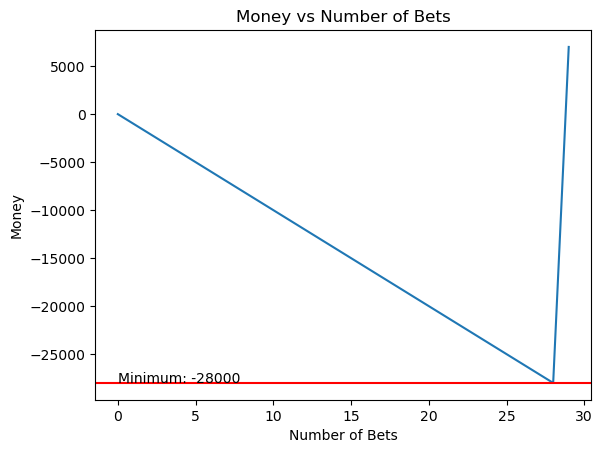 Money vs Number of Bets
Money
5000
0
−5000
−10000
−15000
−20000
−25000
Minimum: -28000
0 5 10 15 20 25 30
Number of Bets